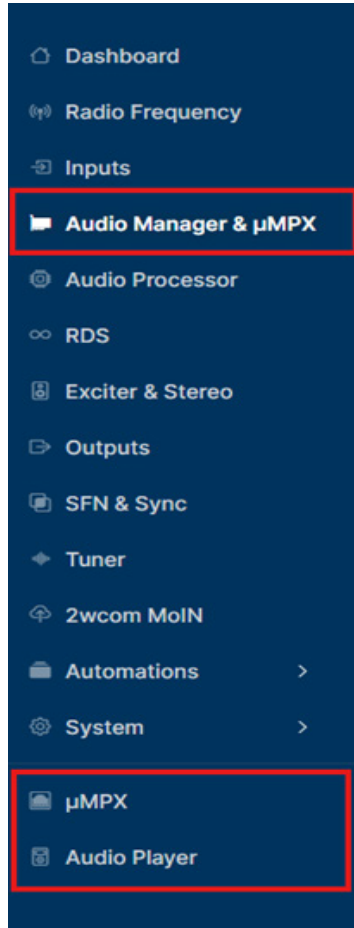 Dashboard
Radio Frequency
Inputs
Audio Manager & µMPX
Audio Processor
RDS
Exciter & Stereo
Outputs
SFN & Sync
Tuner
2wcom MoIN
Automations
System
µMPX
Audio Player